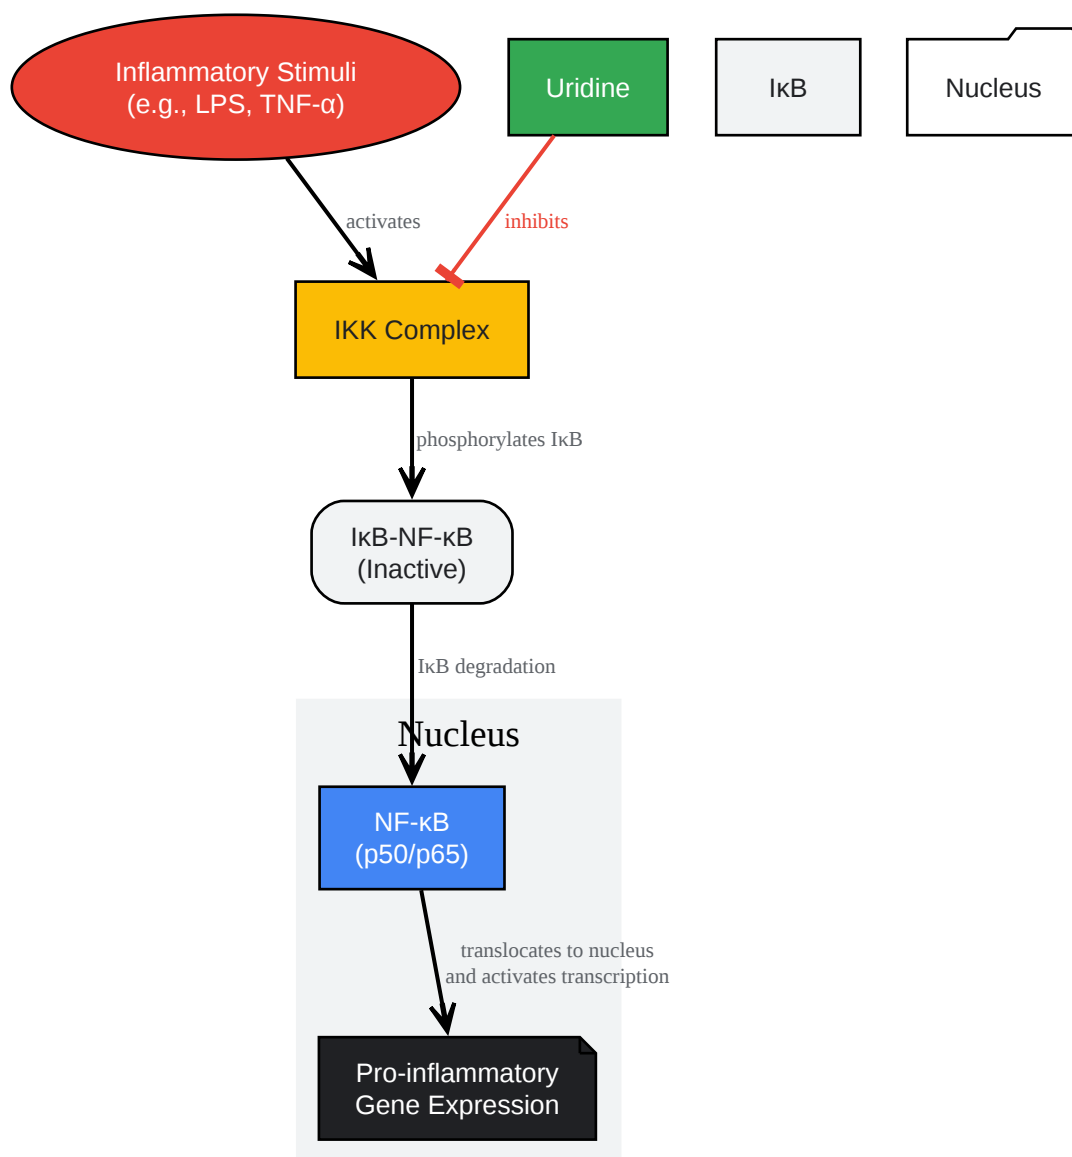 Inflammatory Stimuli
(e.g., LPS, TNF-α)
Uridine
IκB
Nucleus
activates
inhibits
IKK Complex
phosphorylates IκB
IκB-NF-κB
(Inactive)
IκB degradation
Nucleus
NF-κB
(p50/p65)
translocates to nucleus
and activates transcription
Pro-inflammatory
Gene Expression